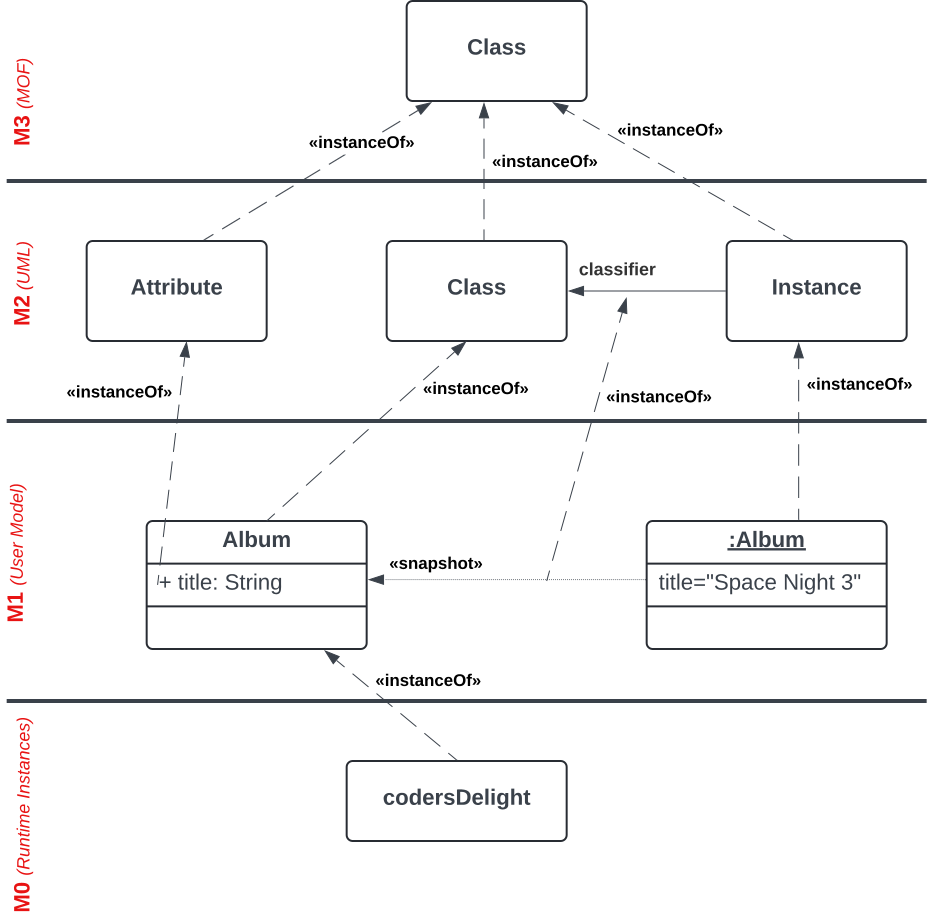 Class
M3 (MOF)
«instanceOf»
«instanceOf»
«instanceOf»
M2 (UML)
Attribute
Class
classifier
Instance
«instanceOf»
«instanceOf»
«instanceOf»
«instanceOf»
M1 (User Model)
Album
+ title: String
«snapshot»
:Album
title="Space Night 3"
«instanceOf»
M0 (Runtime Instances)
codersDelight